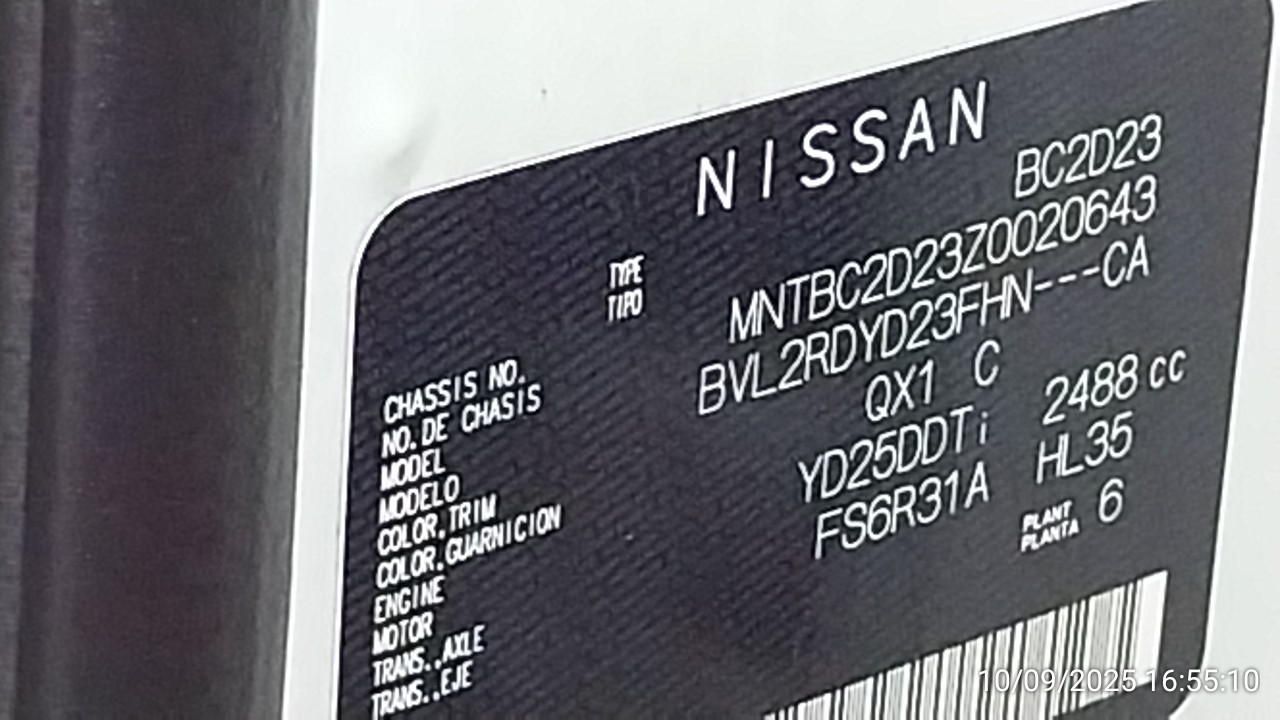 NISSAN
TYPE BC2D23
TIPO
CHASSIS NO. MNTBC2D23Z0020643
NO. DE CHASIS
MODEL BVL2RDYD23FHN---CA
MODELO
COLOR, TRIM QX1 C
COLOR, GUARNICION
ENGINE YD25DDTi 2488 cc
MOTOR
TRANS., AXLE FS6R31A HL35
TRANS., EJE
PLANT 6
PLANTA
10/09/2025 16:55:10